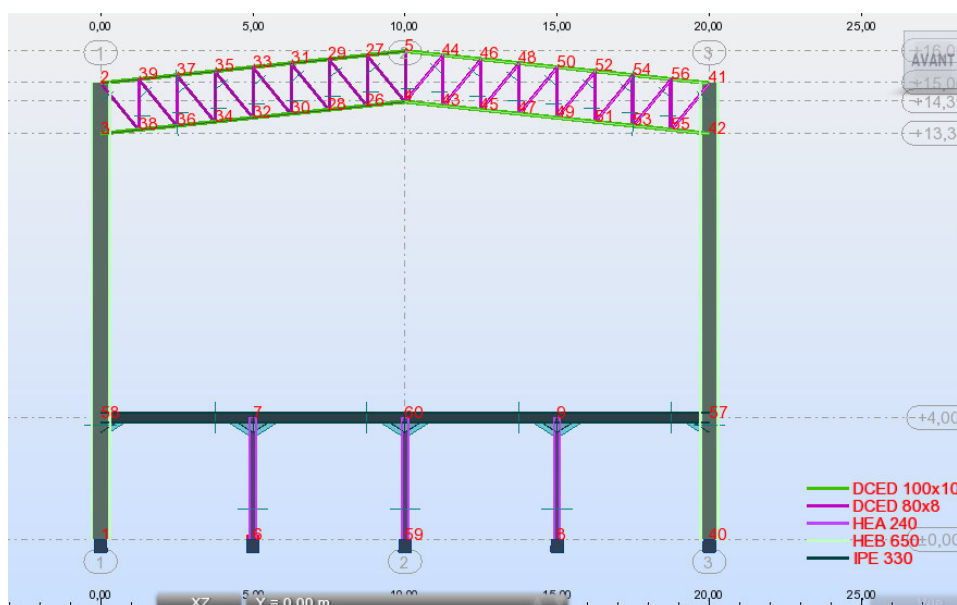 0,00 5,00 10,00 15,00 20,00 25,00
1 2 3 +16,0
AVANT
+15,0
+14,3
+13,3
5 44 46 48 50 52 54 56 41
2 39 37 35 33 31 29 27
3 38 36 34 32 30 28 26 43 45 47 49 51 53 55 42
58 7 60 9 57
+4,00
DCED 100x10
DCED 80x8
HEA 240
HEB 650
IPE 330
1 6 59 8 40
±0,00
1 2 3
0,00 5,00 10,00 15,00 20,00 25,00
XZ Y = 0,00 m